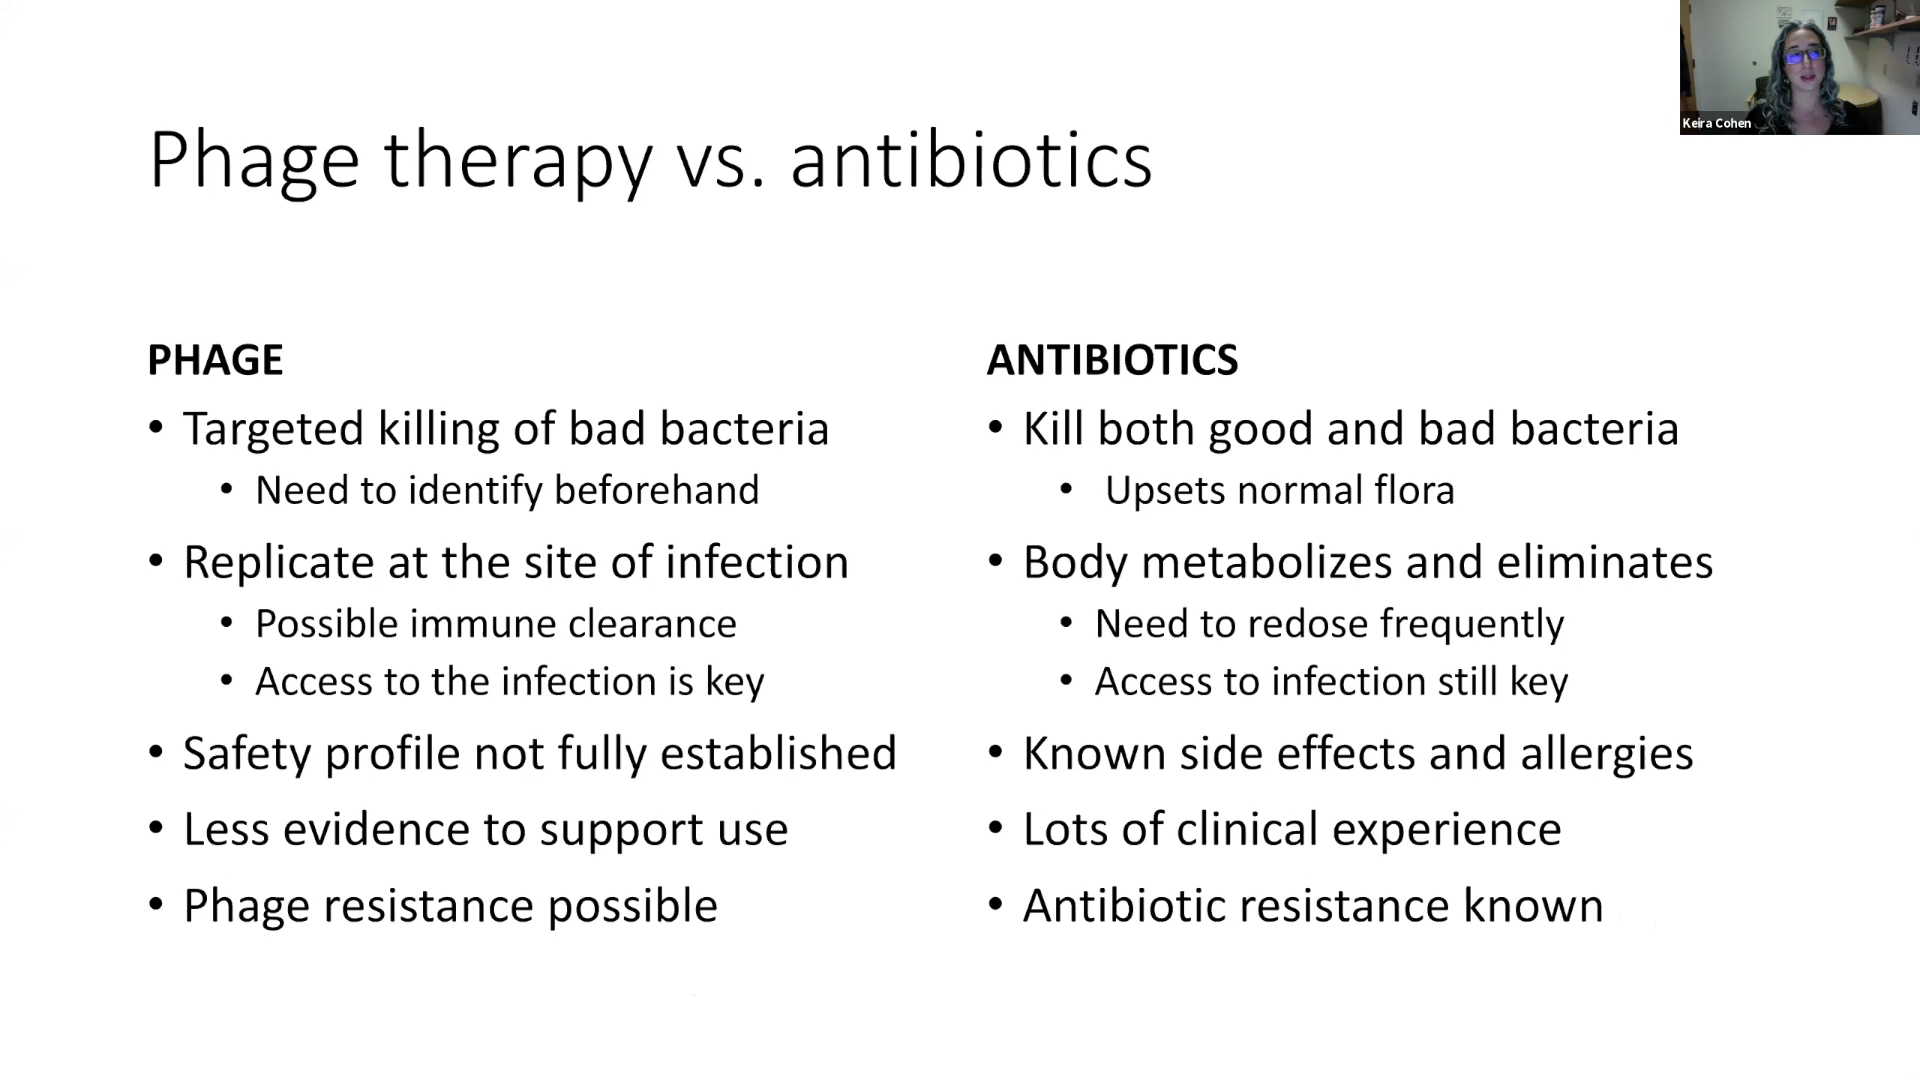 Keira Cohen
Phage therapy vs. antibiotics
PHAGE
• Targeted killing of bad bacteria
• Need to identify beforehand
• Replicate at the site of infection
• Possible immune clearance
• Access to the infection is key
• Safety profile not fully established
• Less evidence to support use
• Phage resistance possible
ANTIBIOTICS
• Kill both good and bad bacteria
• Upsets normal flora
• Body metabolizes and eliminates
• Need to redose frequently
• Access to infection still key
• Known side effects and allergies
• Lots of clinical experience
• Antibiotic resistance known